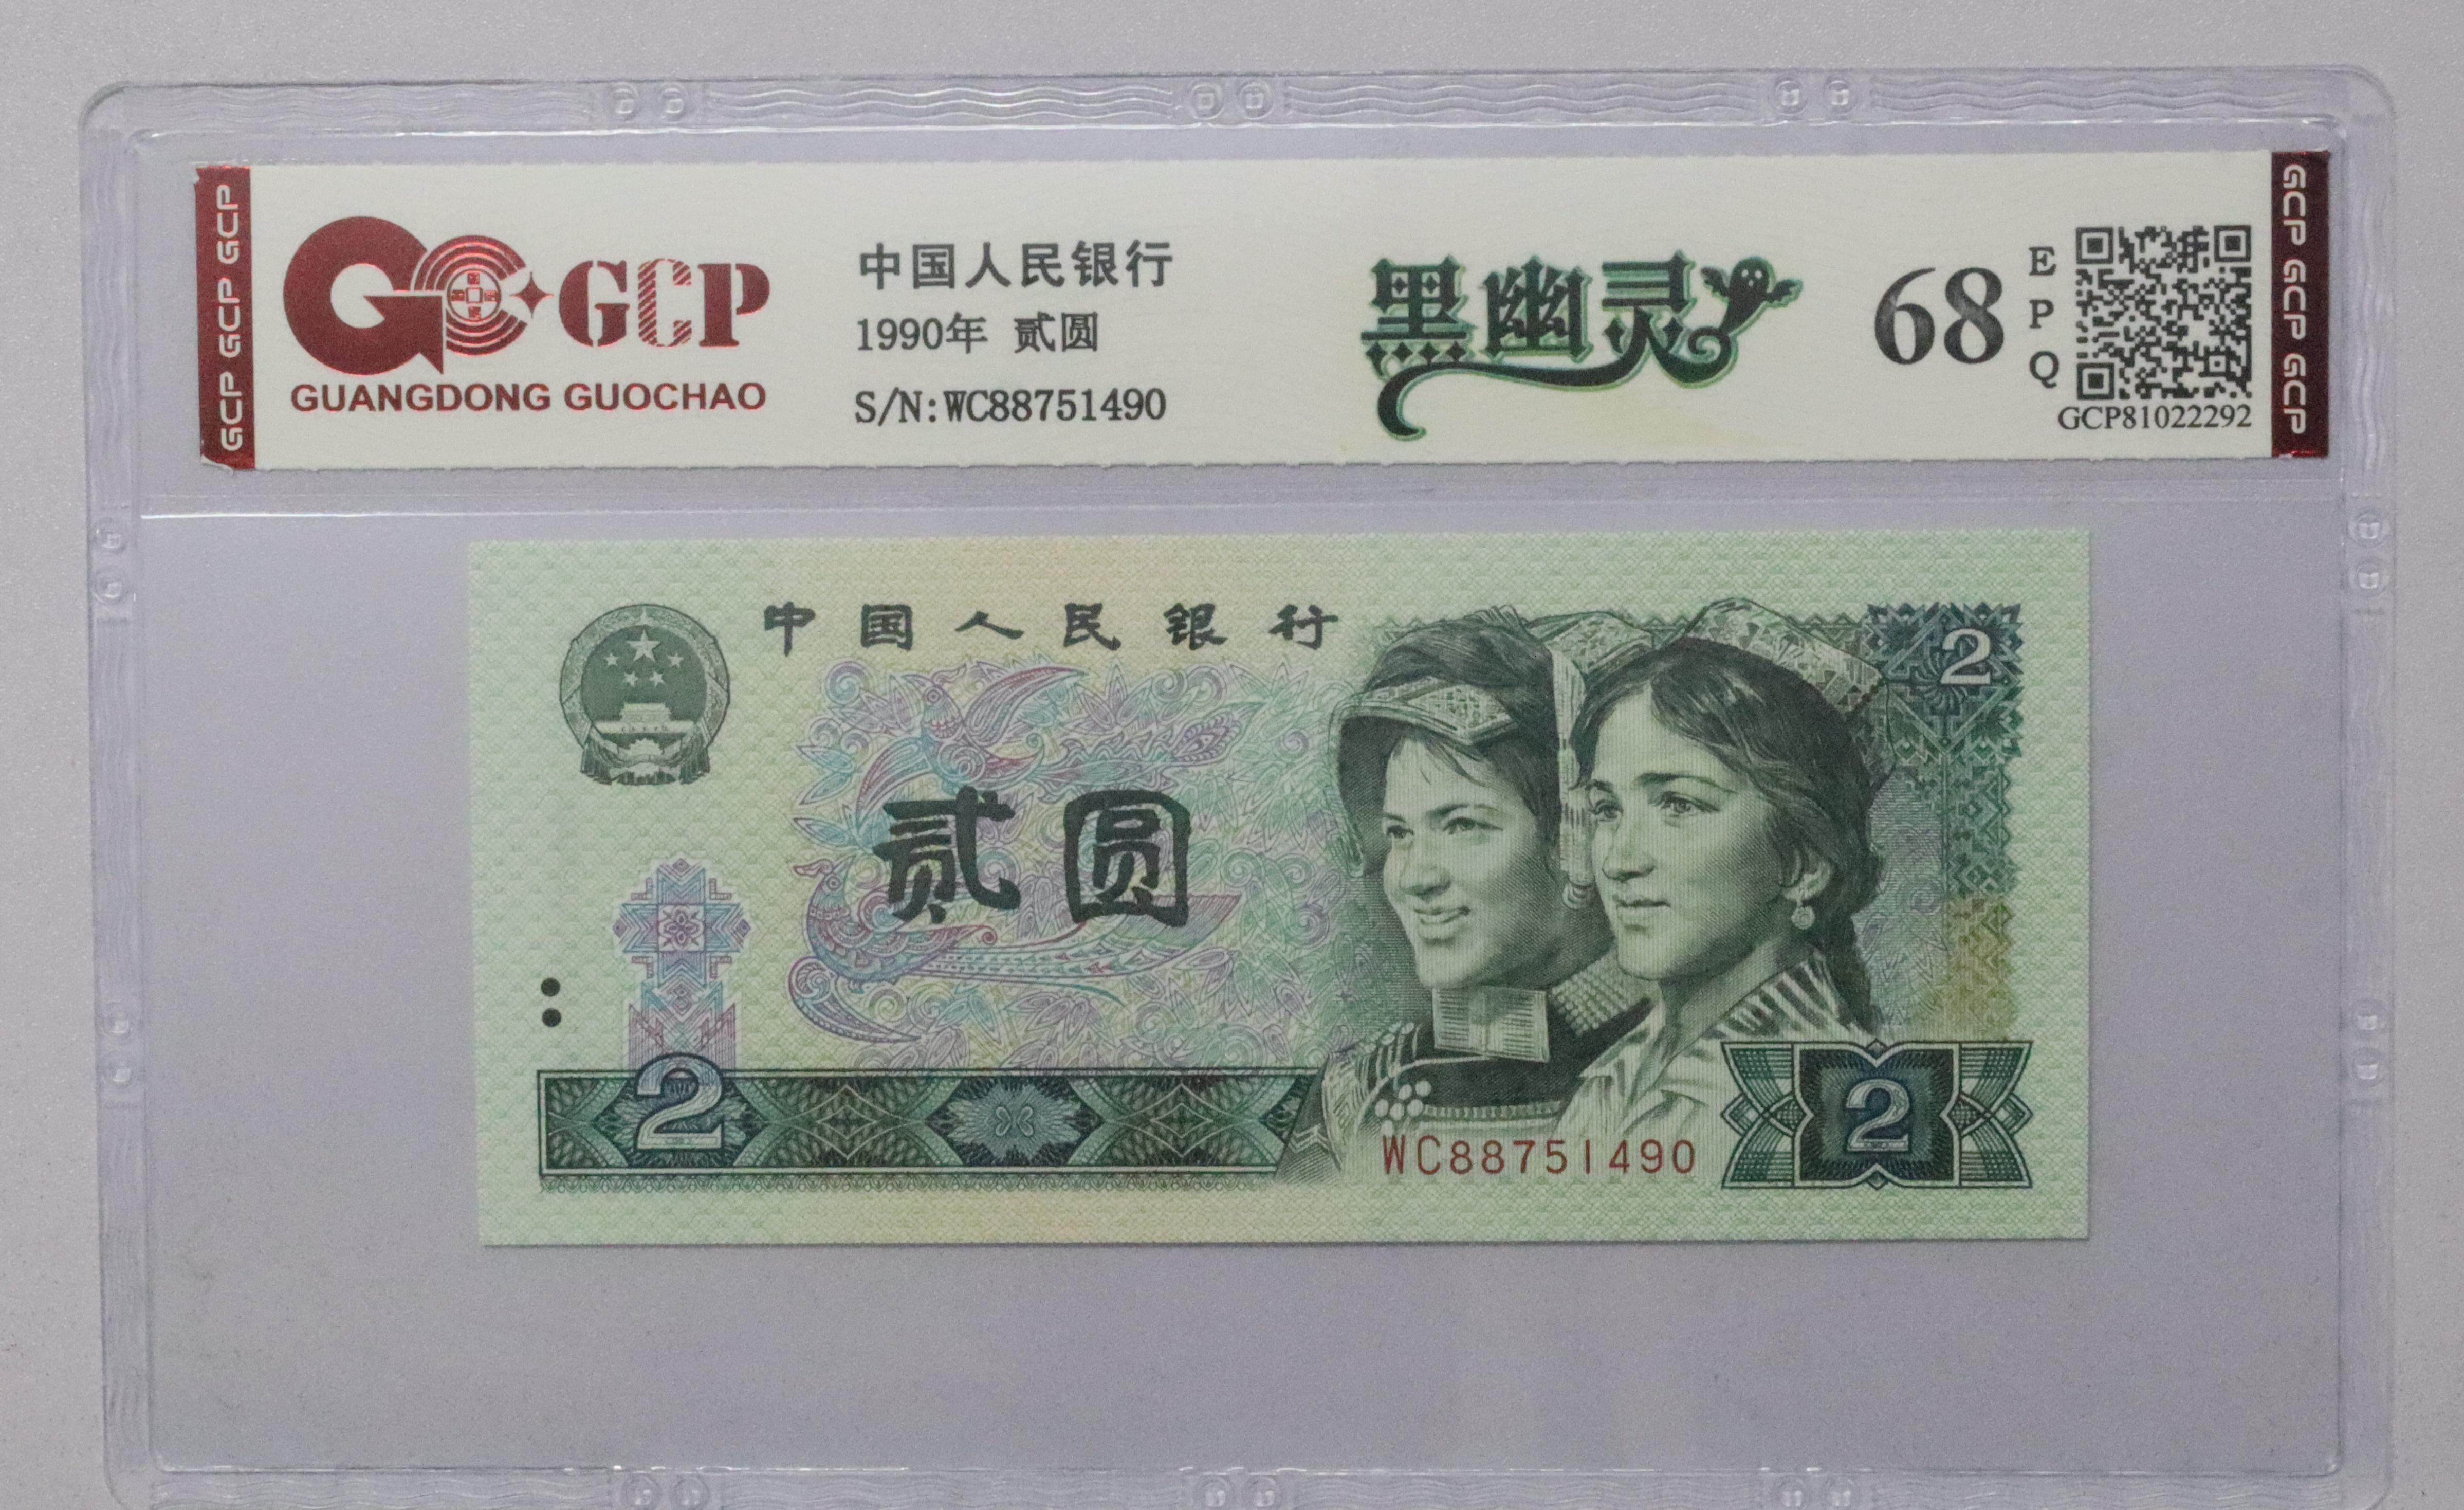 GCP GCP GCP
GCP
GUANGDONG GUOCHAO
中国人民银行
1990年 贰圆
S/N:WC88751490
黑幽灵
68
E
P
Q
GCP81022292
GCP GCP GCP
中国人民银行
2
贰圆
2
WC88751490
2